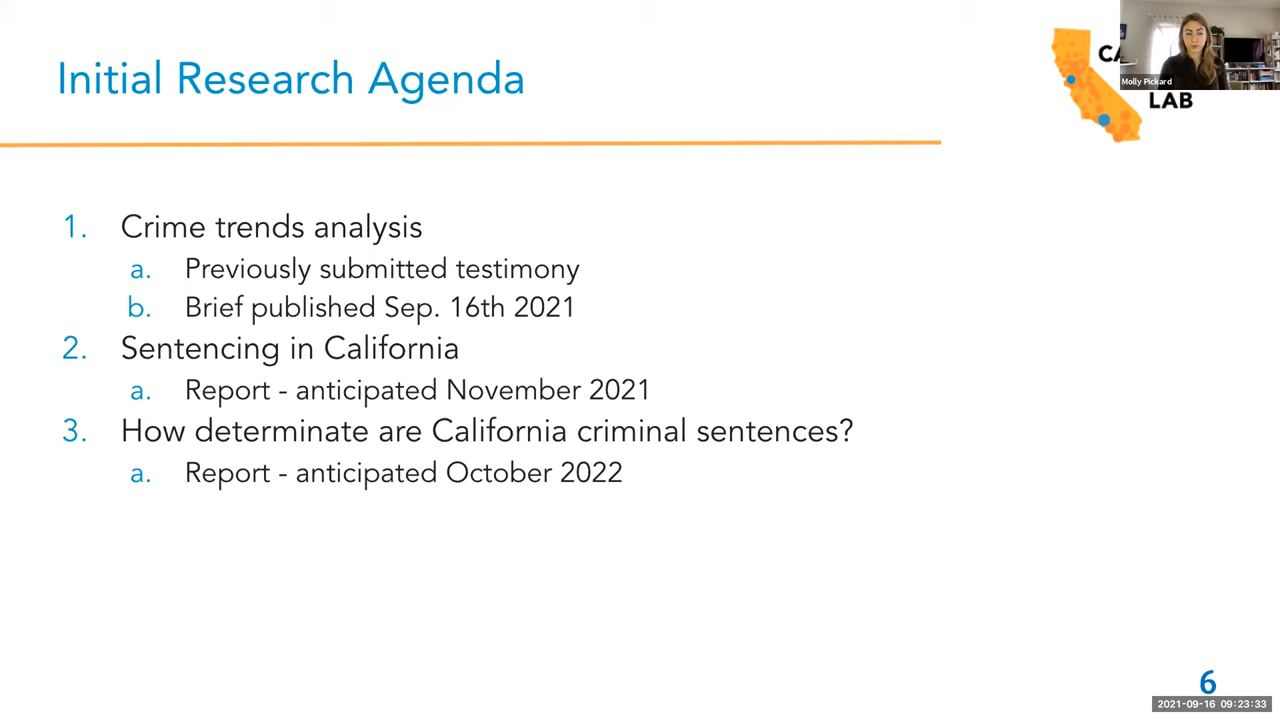 Initial Research Agenda
CA
LAB
Molly Pickard
1. Crime trends analysis
a. Previously submitted testimony
b. Brief published Sep. 16th 2021
2. Sentencing in California
a. Report - anticipated November 2021
3. How determinate are California criminal sentences?
a. Report - anticipated October 2022
6
2021-09-16 09:23:33